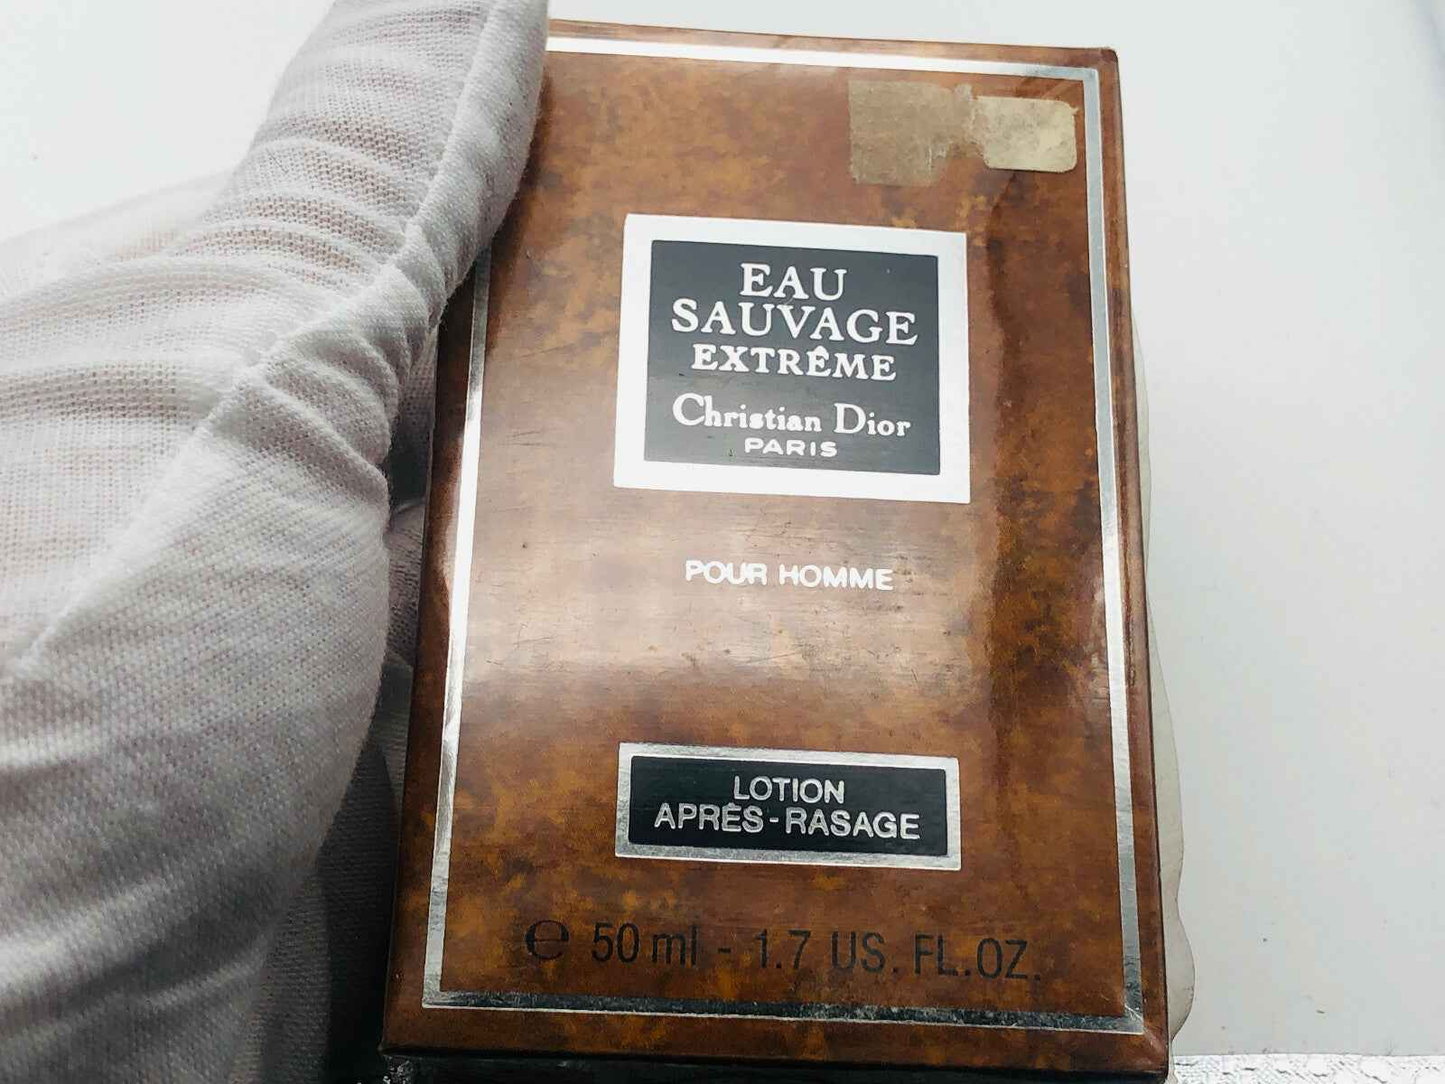 EAU
SAUVAGE
EXTRÊME
Christian Dior
PARIS
POUR HOMME
LOTION
APRÈS-RASAGE
℮ 50 ml - 1.7 US. FL.OZ.